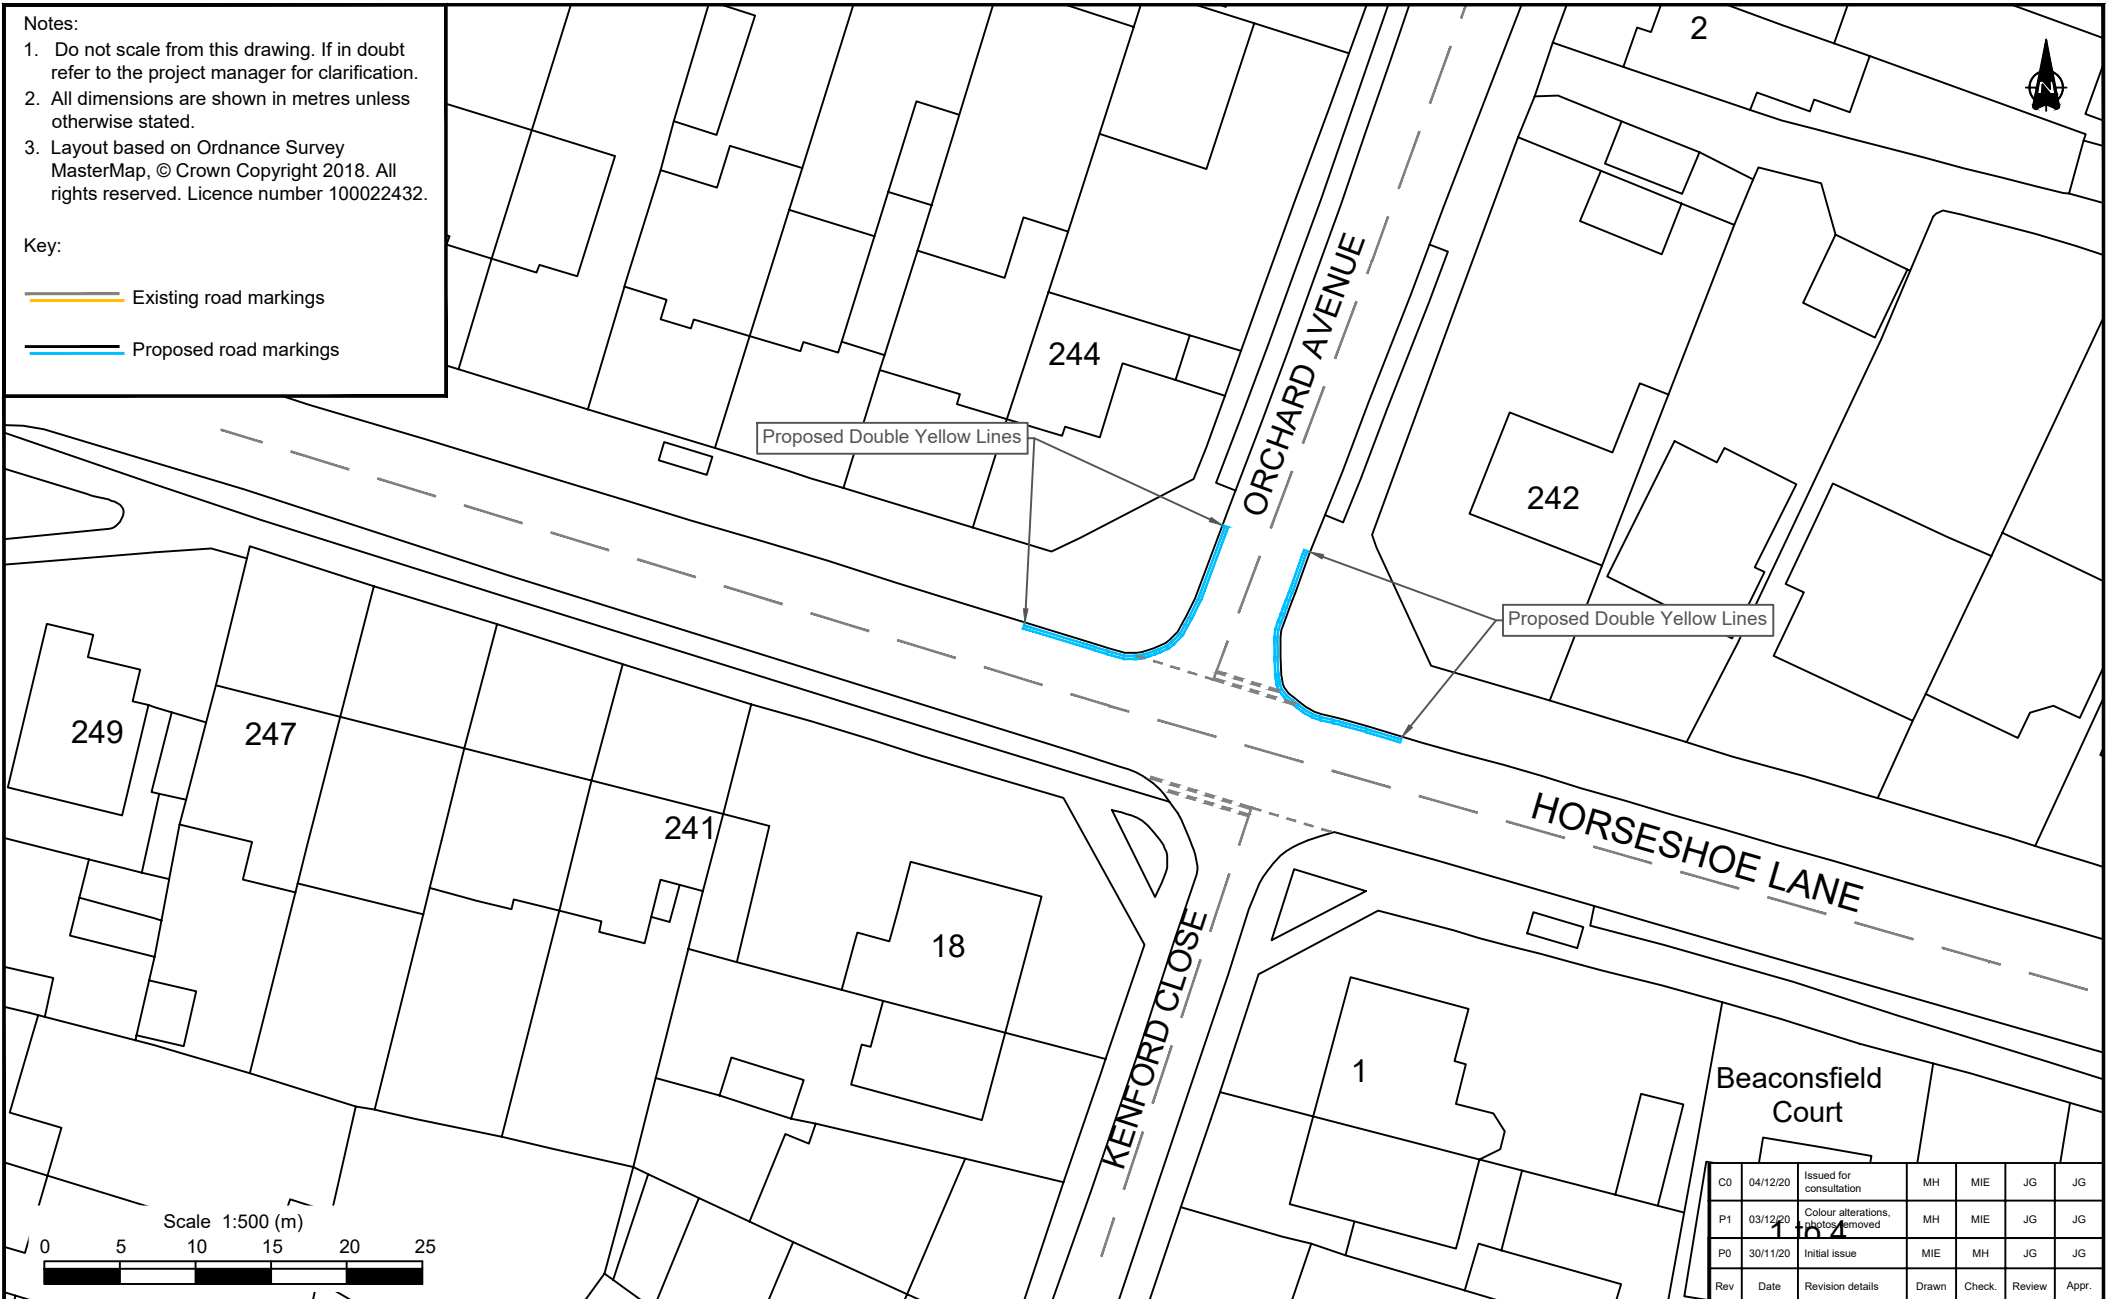 Notes:
1. Do not scale from this drawing. If in doubt
refer to the project manager for clarification.
2. All dimensions are shown in metres unless
otherwise stated.
3. Layout based on Ordnance Survey
MasterMap, © Crown Copyright 2018. All
rights reserved. Licence number 100022432.
Key:
Existing road markings
Proposed road markings
2
N
244
ORCHARD AVENUE
Proposed Double Yellow Lines
242
Proposed Double Yellow Lines
249
247
241
HORSESHOE LANE
18
KENFORD CLOSE
1
Beaconsfield
Court
1 to 4
Scale 1:500 (m)
0 5 10 15 20 25
C0 04/12/20 Issued for consultation MH MIE JG JG
P1 03/12/20 Colour alterations, photos removed MH MIE JG JG
P0 30/11/20 Initial issue MIE MH JG JG
Rev Date Revision details Drawn Check. Review Appr.